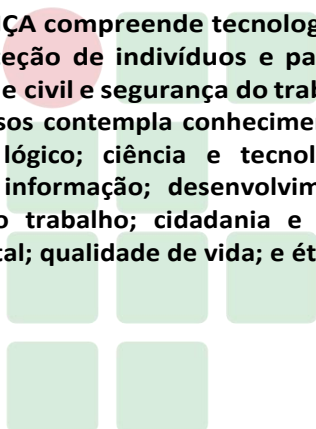 ÇA compreende tecnolog
eção de indivíduos e pa
e civil e segurança do trab
sos contempla conhecimen
lógico; ciência e tecnol
informação; desenvolvim
o trabalho; cidadania e
tal; qualidade de vida; e ét